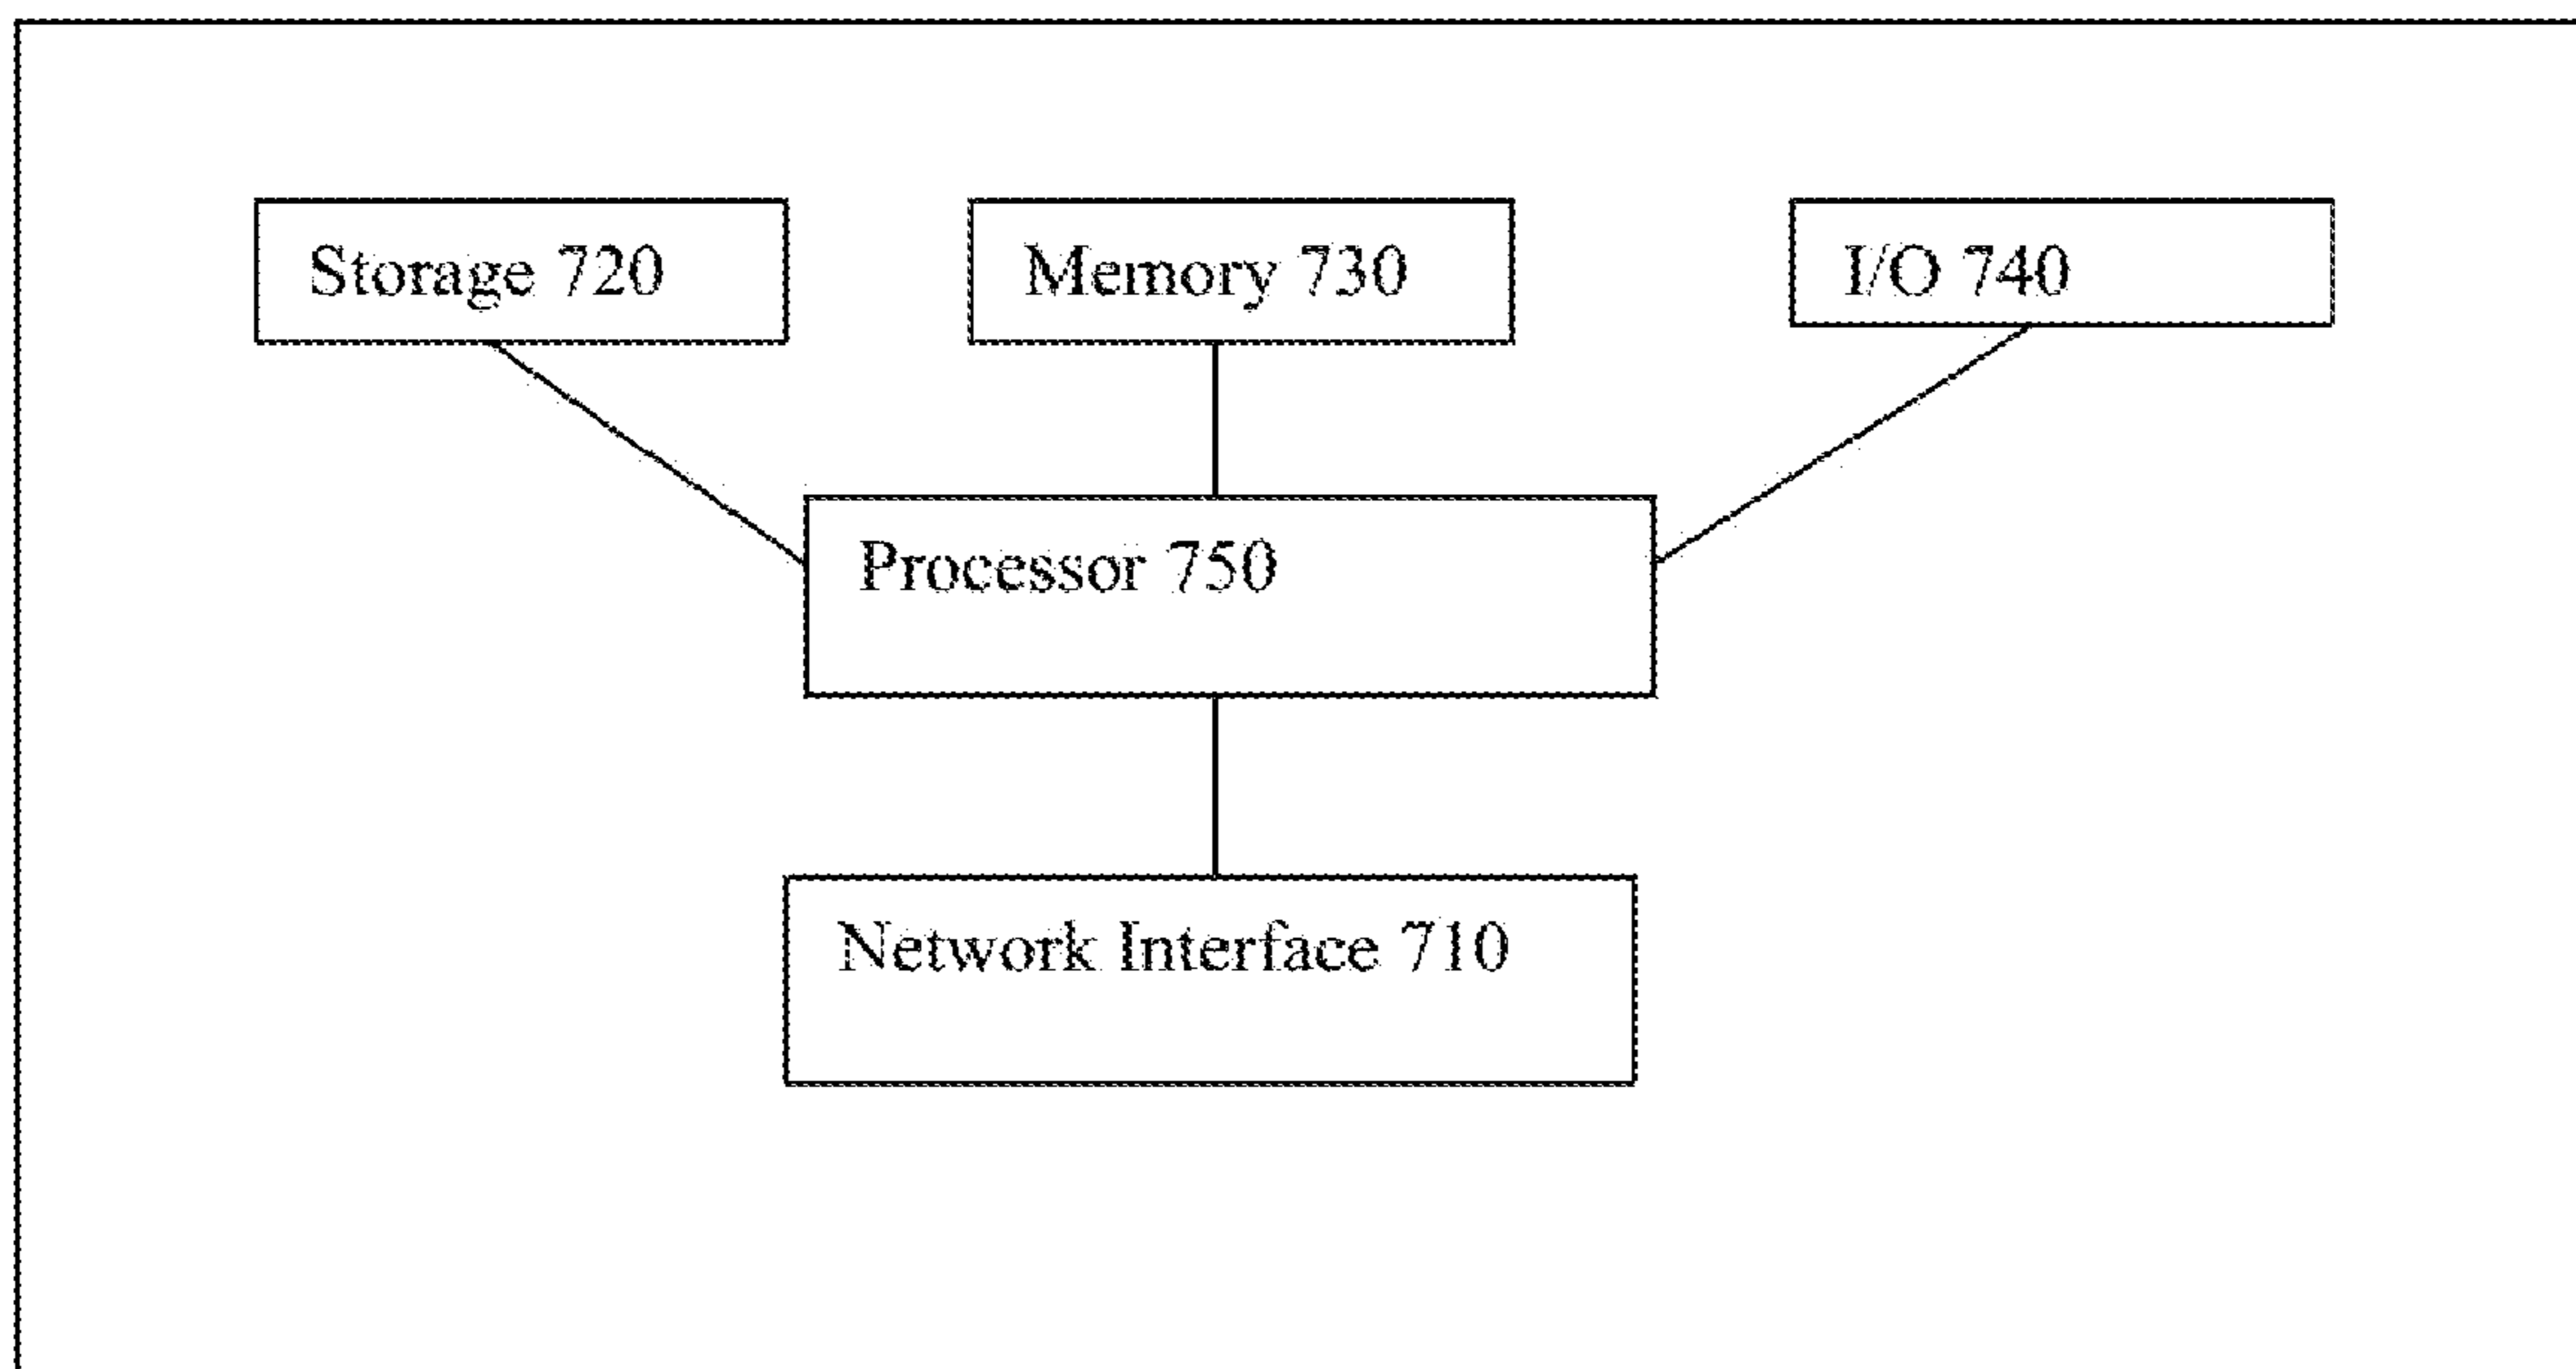 Storage 720
Memory 730
I/O 740
Processor 750
Network Interface 710